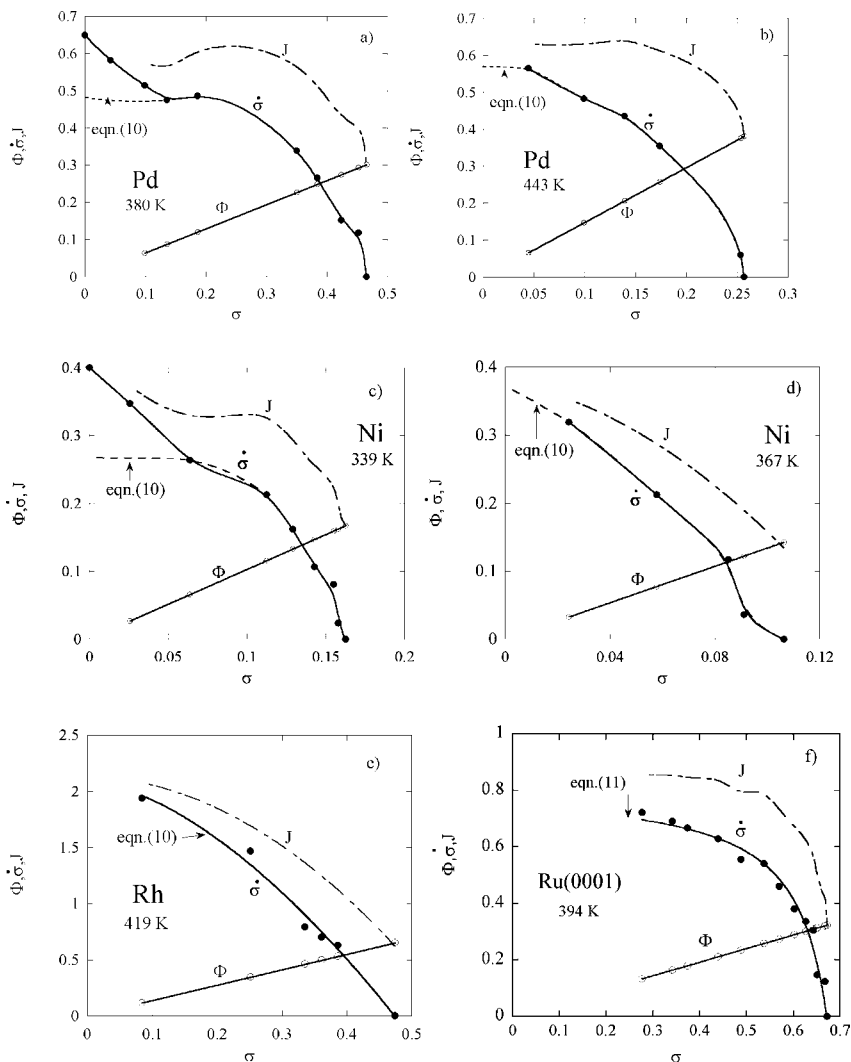 a)
0.7
0.6
0.5
0.4
0.3
0.2
0.1
0
Φ,σ̇,J
J
σ̇
eqn.(10)
Pd
380 K
Φ
0 0.1 0.2 0.3 0.4 0.5
σ
b)
0.7
0.6
0.5
0.4
0.3
0.2
0.1
0
Φ,σ̇,J
J
eqn.(10)
σ̇
Pd
443 K
Φ
0 0.05 0.1 0.15 0.2 0.25 0.3
σ
c)
0.4
0.3
0.2
0.1
0
Φ,σ̇,J
J
Ni
339 K
σ̇
eqn.(10)
Φ
0 0.05 0.1 0.15 0.2
σ
d)
0.4
0.3
0.2
0.1
0
Φ, σ̇, J
J
Ni
367 K
eqn.(10)
σ̇
Φ
0 0.04 0.08 0.12
σ
e)
2.5
2
1.5
1
0.5
0
Φ,σ̇,J
J
eqn.(10)
σ̇
Rh
419 K
Φ
0 0.1 0.2 0.3 0.4 0.5
σ
f)
1
0.8
0.6
0.4
0.2
0
Φ,σ̇,J
J
eqn.(11)
σ̇
Ru(0001)
394 K
Φ
0 0.1 0.2 0.3 0.4 0.5 0.6 0.7
σ